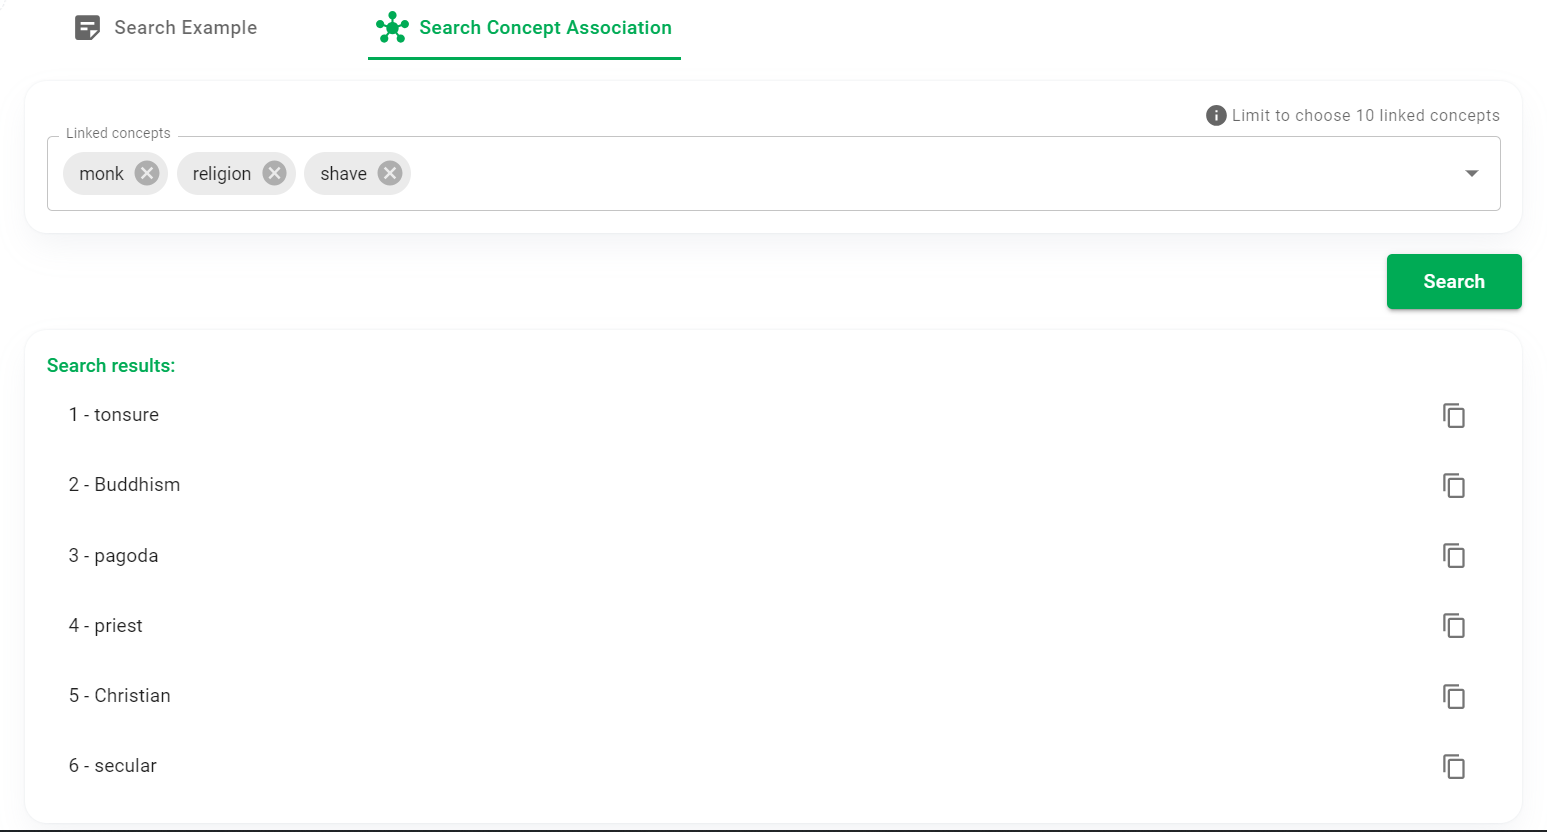 Search Example
Search Concept Association
Limit to choose 10 linked concepts
Linked concepts
monk religion shave
Search
Search results:
1 - tonsure
2 - Buddhism
3 - pagoda
4 - priest
5 - Christian
6 - secular